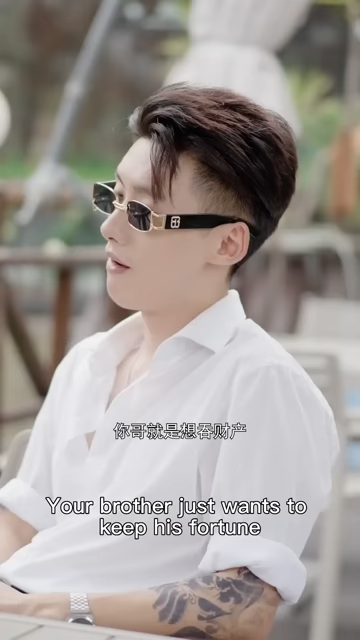 你哥就是想吞财产
Your brother just wants to
keep his fortune